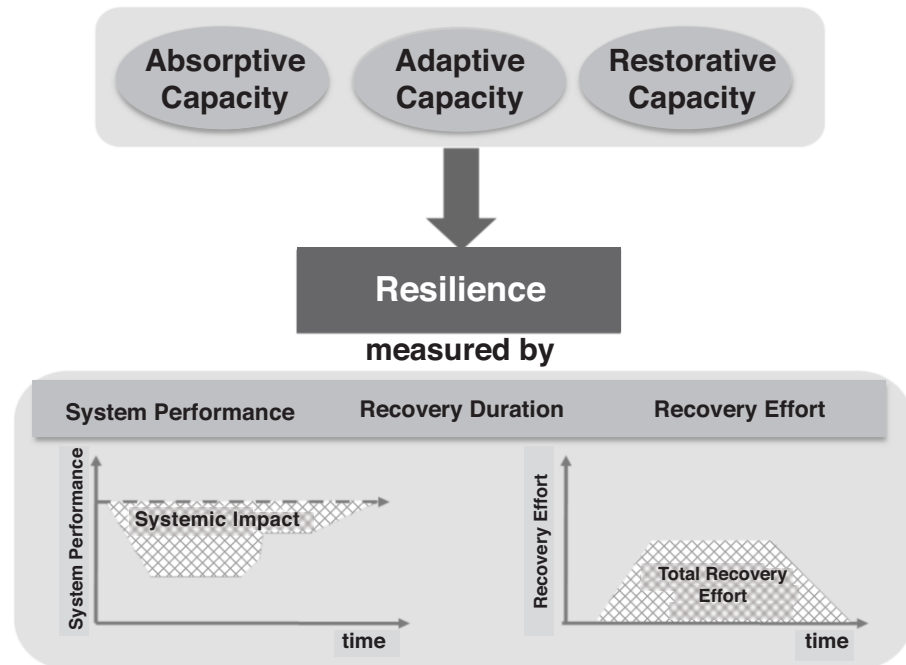 Absorptive
Capacity
Adaptive
Capacity
Restorative
Capacity
Resilience
measured by
System Performance
Recovery Duration
Recovery Effort
System Performance
Systemic Impact
time
Recovery Effort
Total Recovery
Effort
time